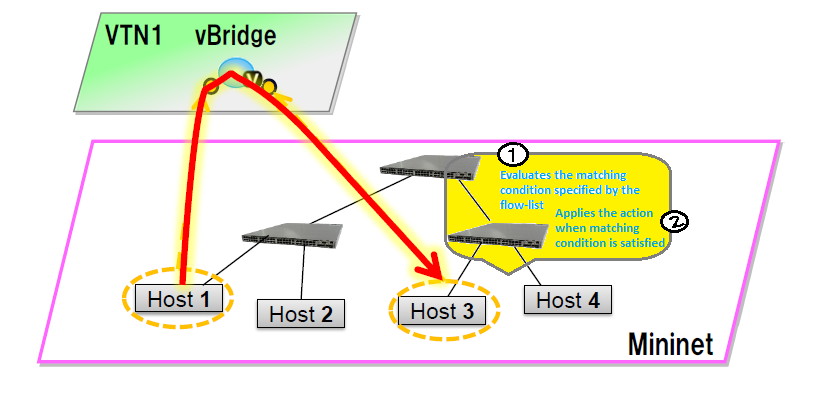 VTN1 vBridge
1
Evaluates the matching
condition specified by the
flow-list
Applies the action
when matching
condition is satisfied
2
Host 1
Host 2
Host 3
Host 4
Mininet